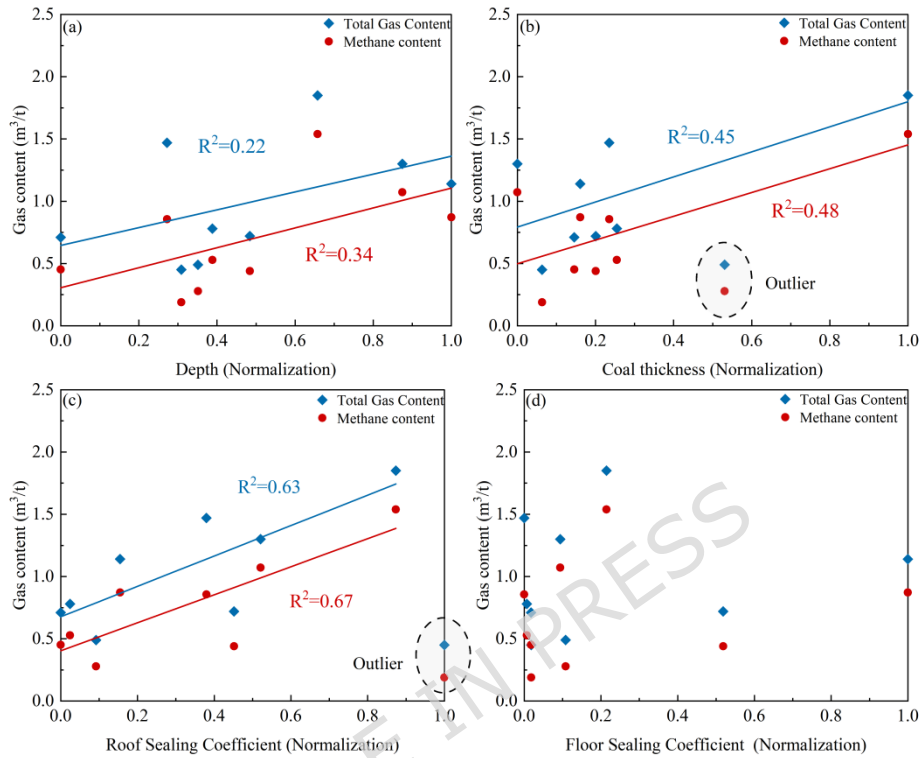 (a)
Total Gas Content
Methane content
R²=0.22
R²=0.34
Gas content (m³/t)
3.0
2.5
2.0
1.5
1.0
0.5
0.0
0.0 0.2 0.4 0.6 0.8 1.0
Depth (Normalization)
(b)
Total Gas Content
Methane content
R²=0.45
R²=0.48
Outlier
Gas content (m³/t)
2.5
2.0
1.5
1.0
0.5
0.0
0.0 0.2 0.4 0.6 0.8 1.0
Coal thickness (Normalization)
(c)
Total Gas Content
Methane content
R²=0.63
R²=0.67
Outlier
Gas content (m³/t)
2.5
2.0
1.5
1.0
0.5
0.0
0.0 0.2 0.4 0.6 0.8 1.0
Roof Sealing Coefficient (Normalization)
(d)
Total Gas Content
Methane content
Gas content (m³/t)
2.5
2.0
1.5
1.0
0.5
0.0
0.0 0.2 0.4 0.6 0.8 1.0
Floor Sealing Coefficient (Normalization)
E IN PRESS